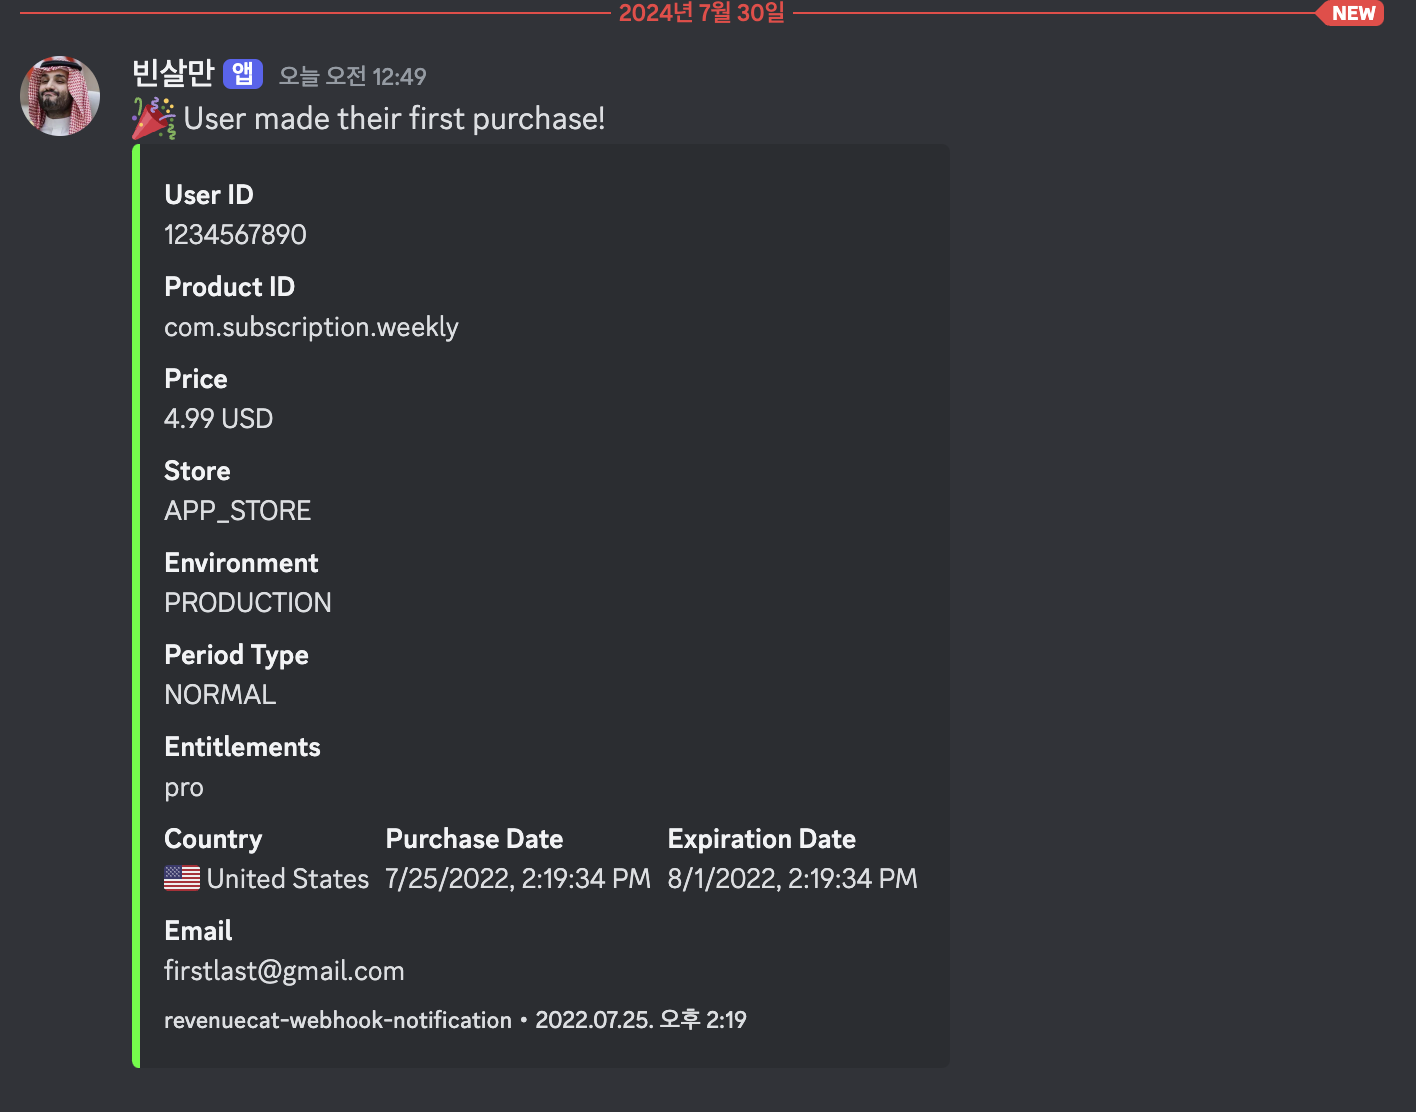 2024년 7월 30일
NEW
빈살만 앱 오늘 오전 12:49
🎉 User made their first purchase!
User ID
1234567890
Product ID
com.subscription.weekly
Price
4.99 USD
Store
APP_STORE
Environment
PRODUCTION
Period Type
NORMAL
Entitlements
pro
Country Purchase Date Expiration Date
🇺🇸 United States 7/25/2022, 2:19:34 PM 8/1/2022, 2:19:34 PM
Email
firstlast@gmail.com
revenuecat-webhook-notification • 2022.07.25. 오후 2:19